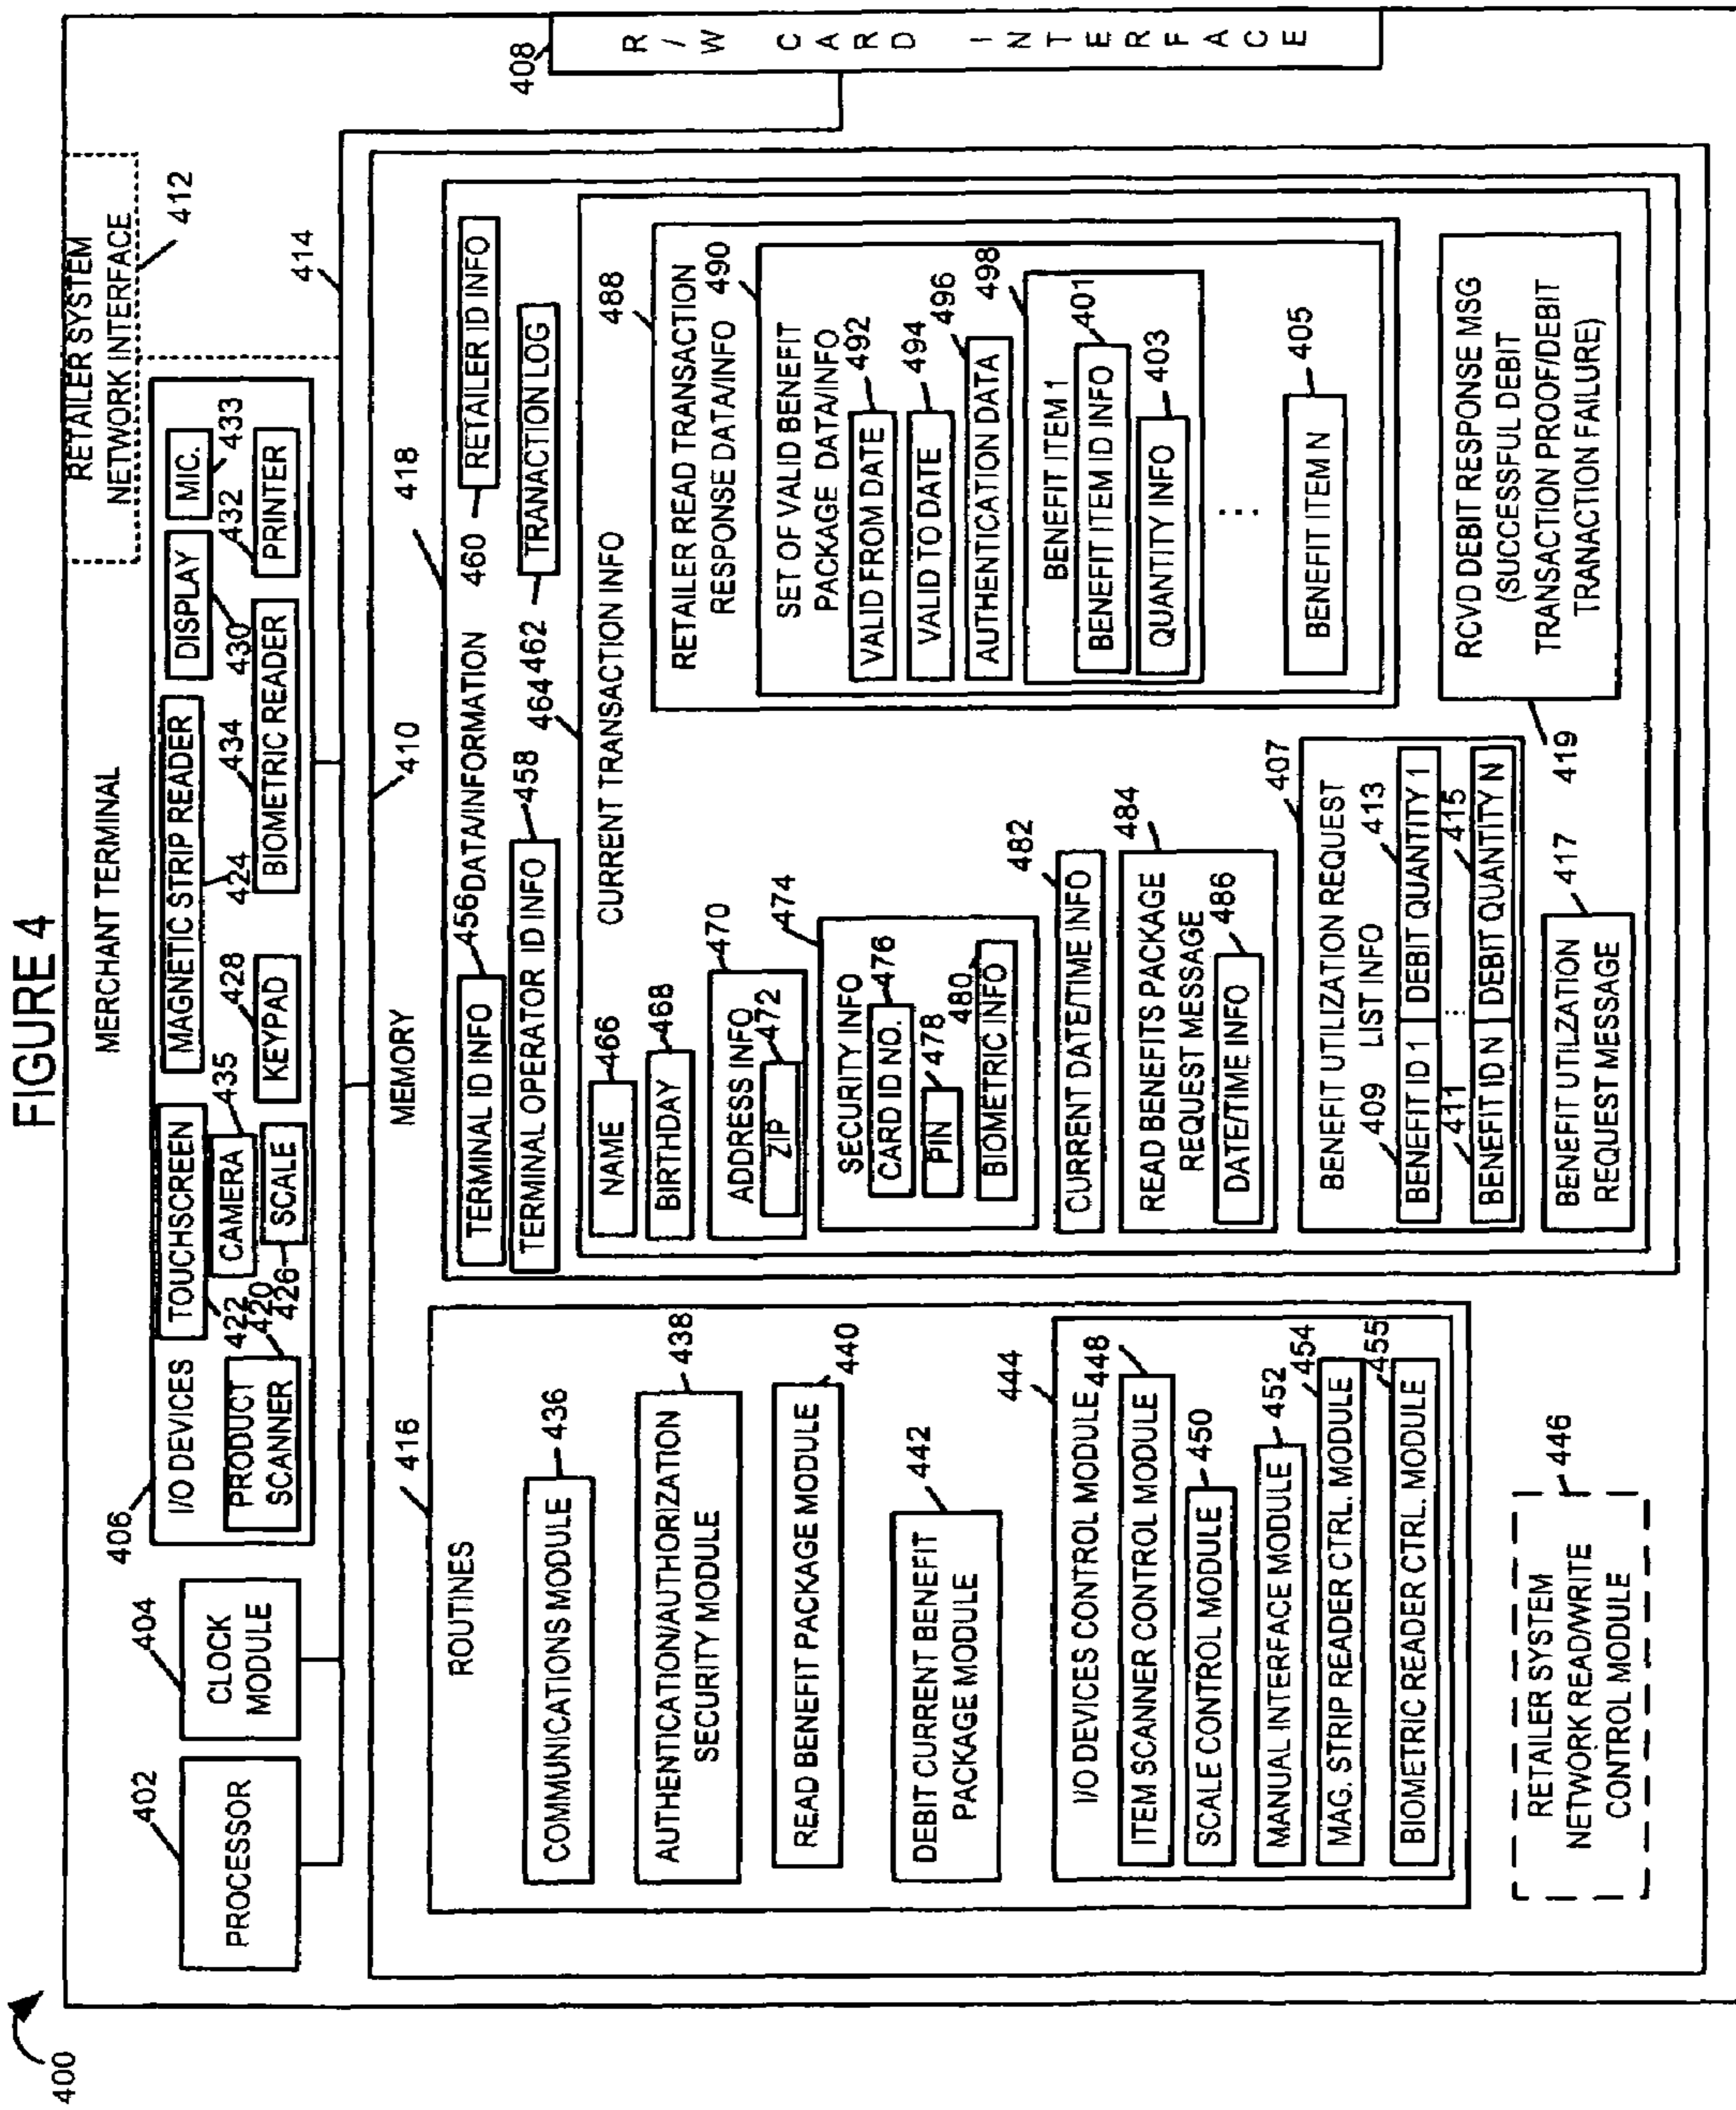 FIGURE 4
400
MERCHANT TERMINAL
RETAILER SYSTEM
NETWORK INTERFACE
412
402
PROCESSOR
404
CLOCK
MODULE
406
I/O DEVICES
TOUCHSCREEN
MAGNETIC STRIP READER
DISPLAY
MIC.
433
422
420
426
435
428
424
434
430
432
PRODUCT
SCANNER
CAMERA
SCALE
KEYPAD
BIOMETRIC READER
PRINTER
414
408
R/W CARD INTERFACE
MEMORY
410
416
ROUTINES
COMMUNICATIONS MODULE
436
AUTHENTICATION/AUTHORIZATION
SECURITY MODULE
438
READ BENEFIT PACKAGE MODULE
440
DEBIT CURRENT BENEFIT
PACKAGE MODULE
442
444
I/O DEVICES CONTROL MODULE
ITEM SCANNER CONTROL MODULE
448
SCALE CONTROL MODULE
450
MANUAL INTERFACE MODULE
452
MAG. STRIP READER CTRL. MODULE
454
BIOMETRIC READER CTRL. MODULE
455
RETAILER SYSTEM
NETWORK READ/WRITE
CONTROL MODULE
446
418
DATA/INFORMATION
TERMINAL ID INFO
456
RETAILER ID INFO
460
TERMINAL OPERATOR ID INFO
458
TRANACTION LOG
462
464
CURRENT TRANSACTION INFO
NAME
466
BIRTHDAY
468
ADDRESS INFO
470
ZIP
472
SECURITY INFO
474
CARD ID NO.
476
PIN
478
BIOMETRIC INFO
480
CURRENT DATE/TIME INFO
482
READ BENEFITS PACKAGE
REQUEST MESSAGE
484
DATE/TIME INFO
486
BENEFIT UTILIZATION REQUEST
LIST INFO
407
409
413
BENEFIT ID 1
DEBIT QUANTITY 1
411
⋮
415
BENEFIT ID N
DEBIT QUANTITY N
BENEFIT UTILIZATION
REQUEST MESSAGE
417
488
RETAILER READ TRANSACTION
RESPONSE DATA/INFO
490
SET OF VALID BENEFIT
PACKAGE DATA/INFO
VALID FROM DATE
492
VALID TO DATE
494
AUTHENTICATION DATA
496
498
BENEFIT ITEM 1
BENEFIT ITEM ID INFO
401
QUANTITY INFO
403
⋮
BENEFIT ITEM N
405
RCVD DEBIT RESPONSE MSG
(SUCCESSFUL DEBIT
TRANSACTION PROOF/DEBIT
TRANACTION FAILURE)
419